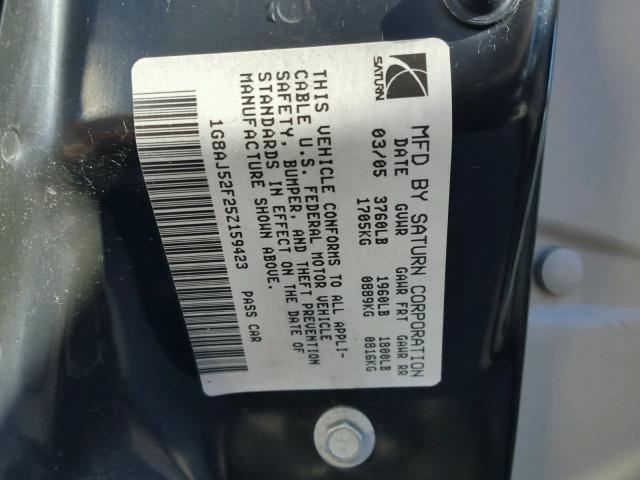 SATURN
MFD BY SATURN CORPORATION
DATE GVWR GAWR FRT GAWR RR
03/05 3760LB 1960LB 1800LB
1705KG 0889KG 0816KG
THIS VEHICLE CONFORMS TO ALL APPLI-
CABLE U.S. FEDERAL MOTOR VEHICLE
SAFETY, BUMPER, AND THEFT PREVENTION
STANDARDS IN EFFECT ON THE DATE OF
MANUFACTURE SHOWN ABOVE.
1G8AJ52F25Z159423 PASS CAR